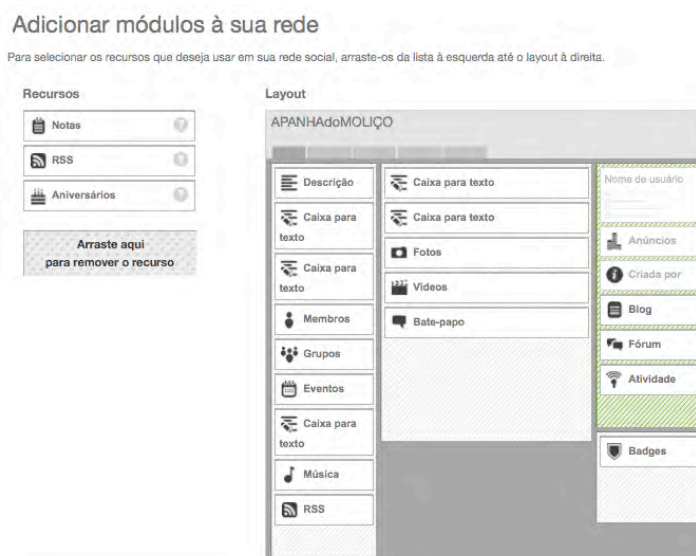 Adicionar módulos à sua rede
Para selecionar os recursos que deseja usar em sua rede social, arraste-os da lista à esquerda até o layout à direita.
Recursos
Notas
RSS
Aniversários
Arraste aqui
para remover o recurso
Layout
APANHAdoMOLIÇO
Descrição
Caixa para
texto
Caixa para
texto
Membros
Grupos
Eventos
Caixa para
texto
Música
RSS
Caixa para texto
Caixa para texto
Fotos
Vídeos
Bate-papo
Nome de usuário
Anúncios
Criada por
Blog
Fórum
Atividade
Badges